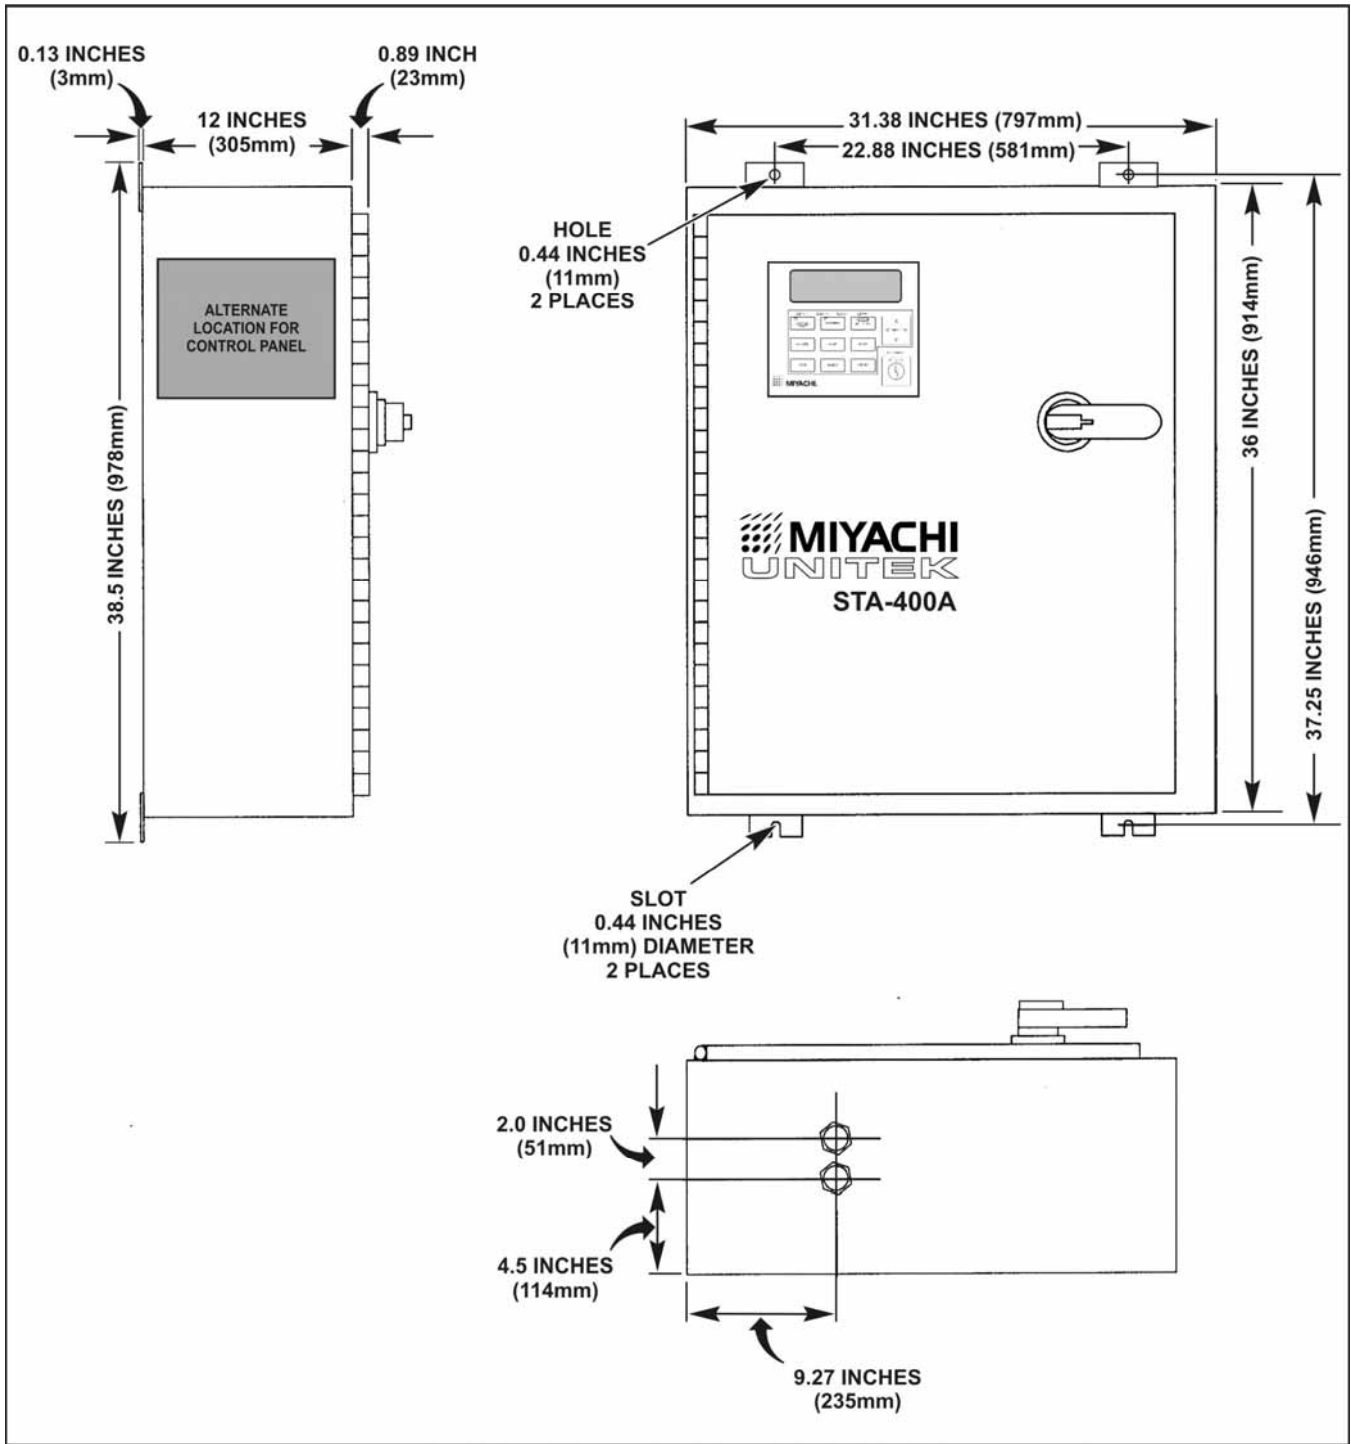 0.13 INCHES
(3mm)
0.89 INCH
(23mm)
12 INCHES
(305mm)
ALTERNATE
LOCATION FOR
CONTROL PANEL
38.5 INCHES (978mm)
31.38 INCHES (797mm)
22.88 INCHES (581mm)
HOLE
0.44 INCHES
(11mm)
2 PLACES
MIYACHI
MIYACHI
UNITEK
STA-400A
36 INCHES (914mm)
37.25 INCHES (946mm)
SLOT
0.44 INCHES
(11mm) DIAMETER
2 PLACES
2.0 INCHES
(51mm)
4.5 INCHES
(114mm)
9.27 INCHES
(235mm)